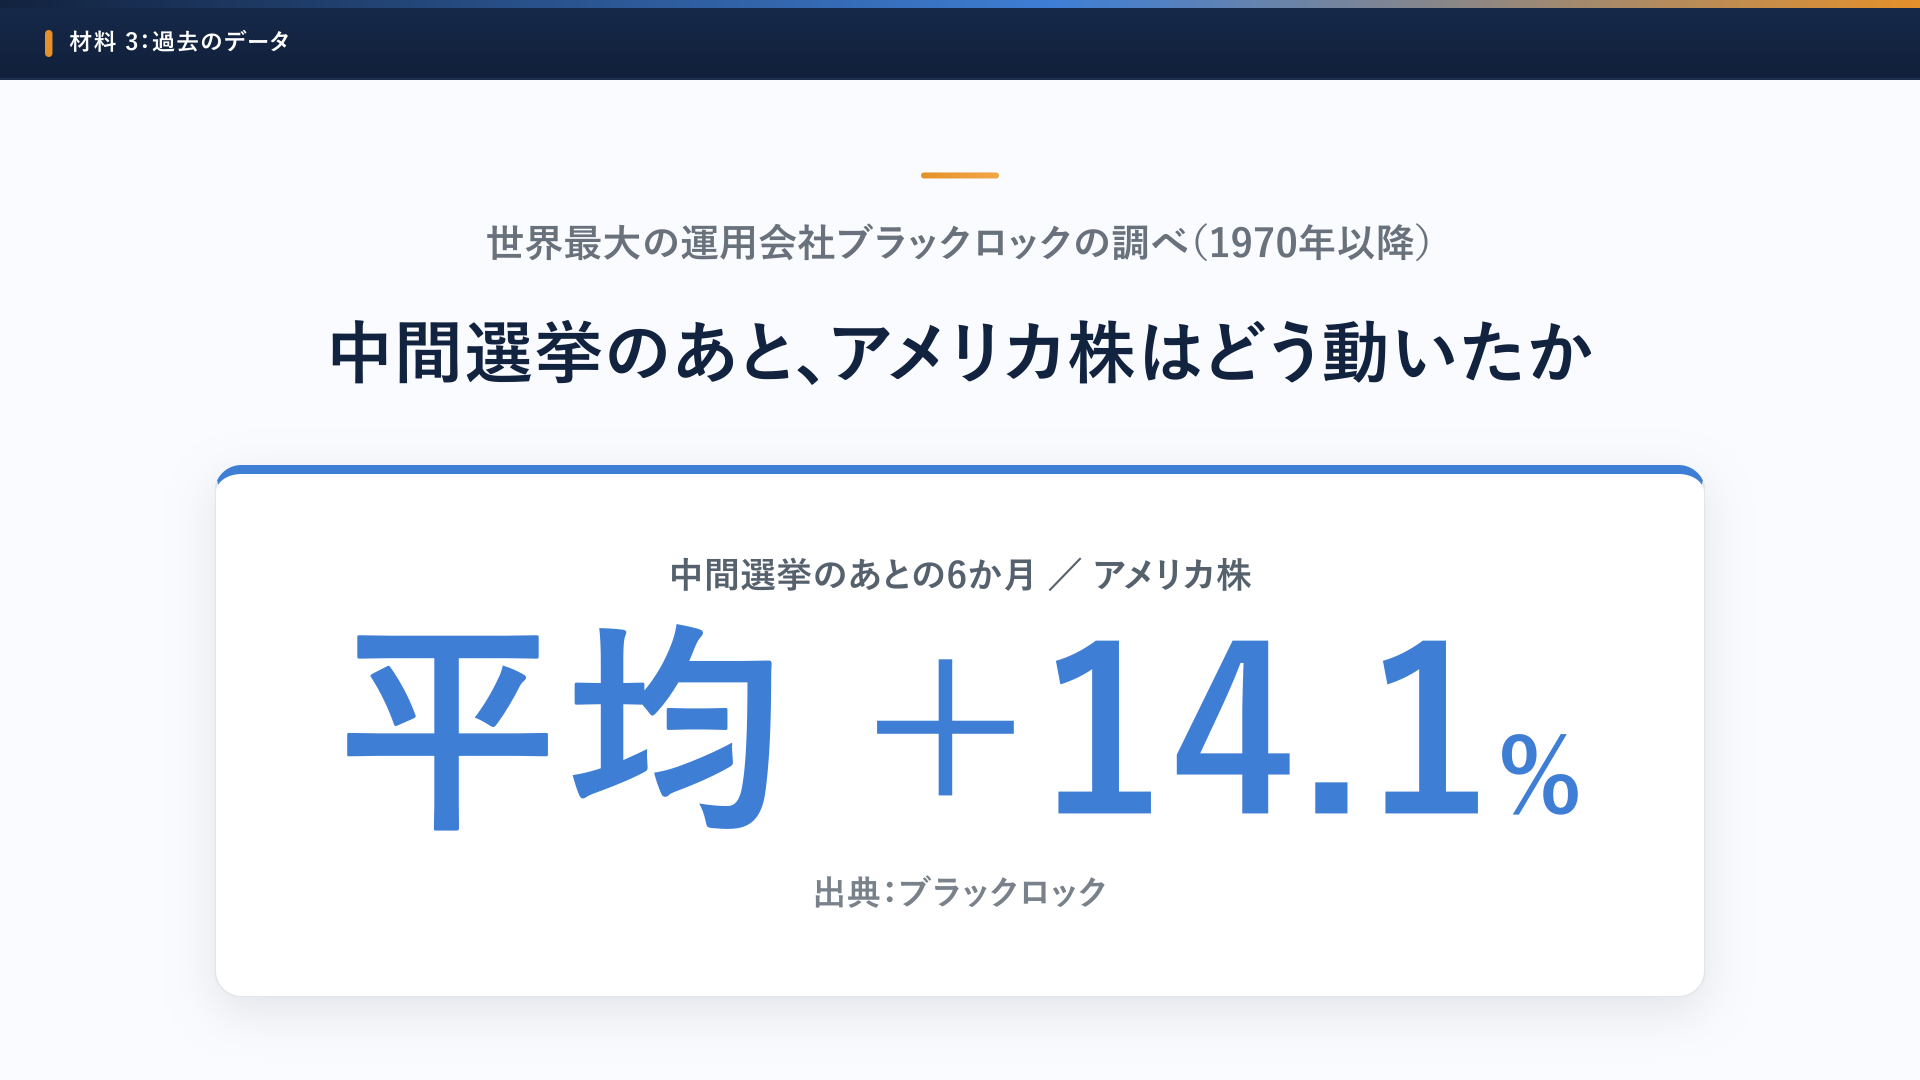 材料 3：過去のデータ
世界最大の運用会社ブラックロックの調べ（1970年以降）
中間選挙のあと、アメリカ株はどう動いたか
中間選挙のあとの6か月 ／ アメリカ株
平均 ＋14.1%
出典：ブラックロック